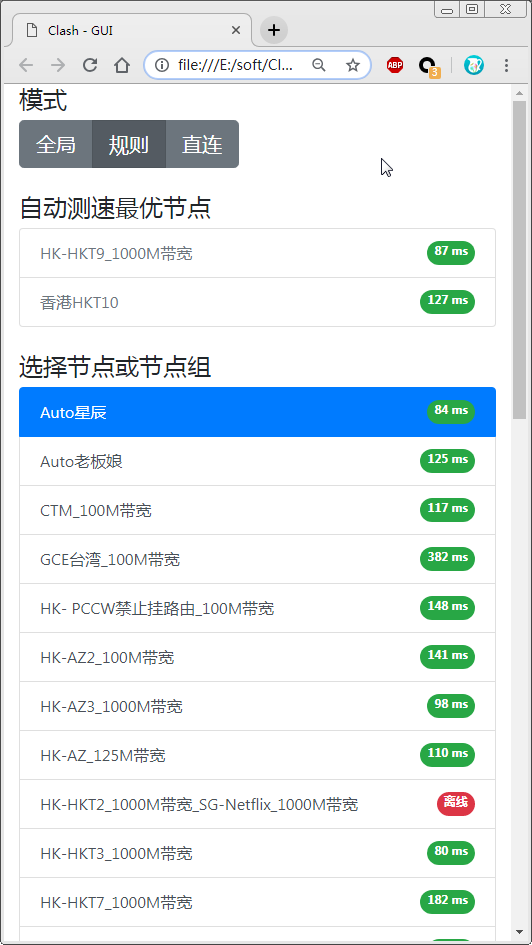 Clash - GUI
file:///E:/soft/Cl...
ABP
3
模式
全局 规则 直连
自动测速最优节点
HK-HKT9_1000M带宽 87 ms
香港HKT10 127 ms
选择节点或节点组
Auto星辰 84 ms
Auto老板娘 125 ms
CTM_100M带宽 117 ms
GCE台湾_100M带宽 382 ms
HK- PCCW禁止挂路由_100M带宽 148 ms
HK-AZ2_100M带宽 141 ms
HK-AZ3_1000M带宽 98 ms
HK-AZ_125M带宽 110 ms
HK-HKT2_1000M带宽_SG-Netflix_1000M带宽 离线
HK-HKT3_1000M带宽 80 ms
HK-HKT7_1000M带宽 182 ms